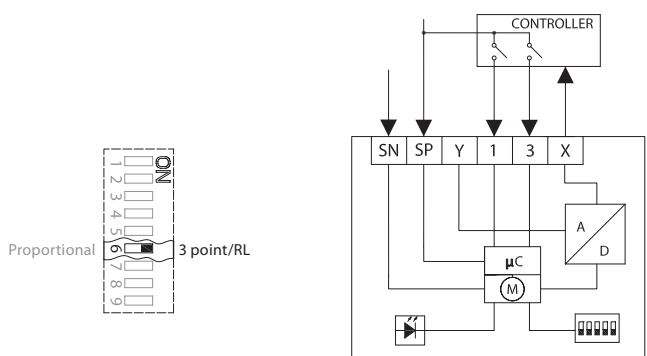 CONTROLLER
SN SP Y 1 3 X
ON
1
2
3
4
5
Proportional 6 3 point/RL
7
8
9
A
D
µC
M